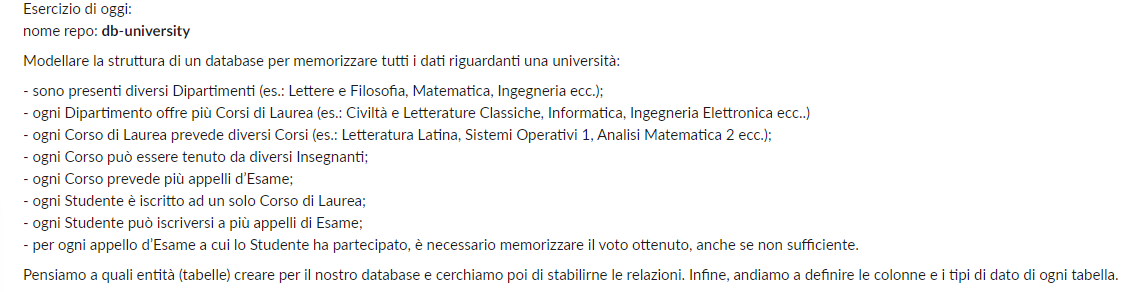 Esercizio di oggi:
nome repo: db-university
Modellare la struttura di un database per memorizzare tutti i dati riguardanti una università:
- sono presenti diversi Dipartimenti (es.: Lettere e Filosofia, Matematica, Ingegneria ecc.);
- ogni Dipartimento offre più Corsi di Laurea (es.: Civiltà e Letterature Classiche, Informatica, Ingegneria Elettronica ecc..)
- ogni Corso di Laurea prevede diversi Corsi (es.: Letteratura Latina, Sistemi Operativi 1, Analisi Matematica 2 ecc.);
- ogni Corso può essere tenuto da diversi Insegnanti;
- ogni Corso prevede più appelli d'Esame;
- ogni Studente è iscritto ad un solo Corso di Laurea;
- ogni Studente può iscriversi a più appelli di Esame;
- per ogni appello d'Esame a cui lo Studente ha partecipato, è necessario memorizzare il voto ottenuto, anche se non sufficiente.
Pensiamo a quali entità (tabelle) creare per il nostro database e cerchiamo poi di stabilirne le relazioni. Infine, andiamo a definire le colonne e i tipi di dato di ogni tabella.